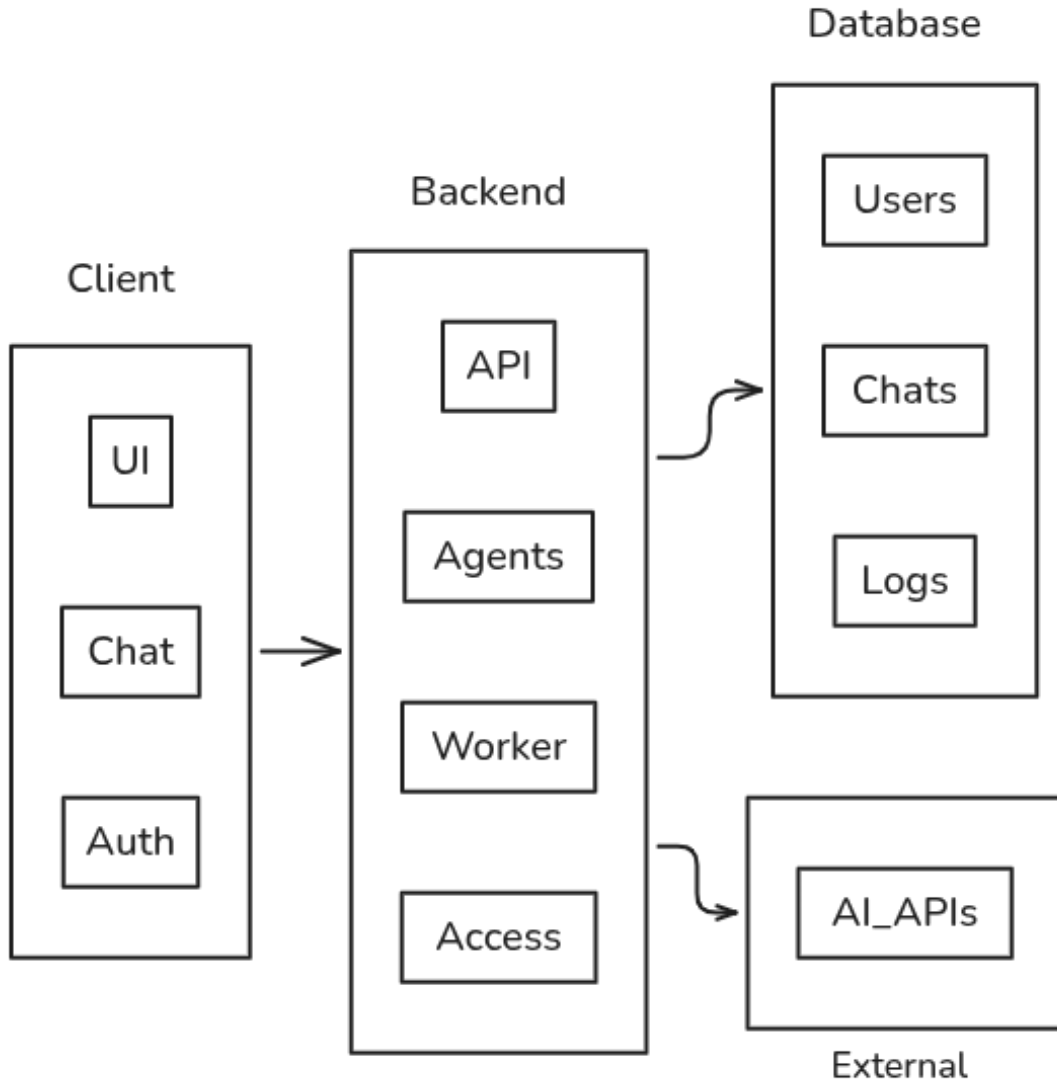 Client
UI
Chat
Auth
Backend
API
Agents
Worker
Access
Database
Users
Chats
Logs
AI_APIs
External